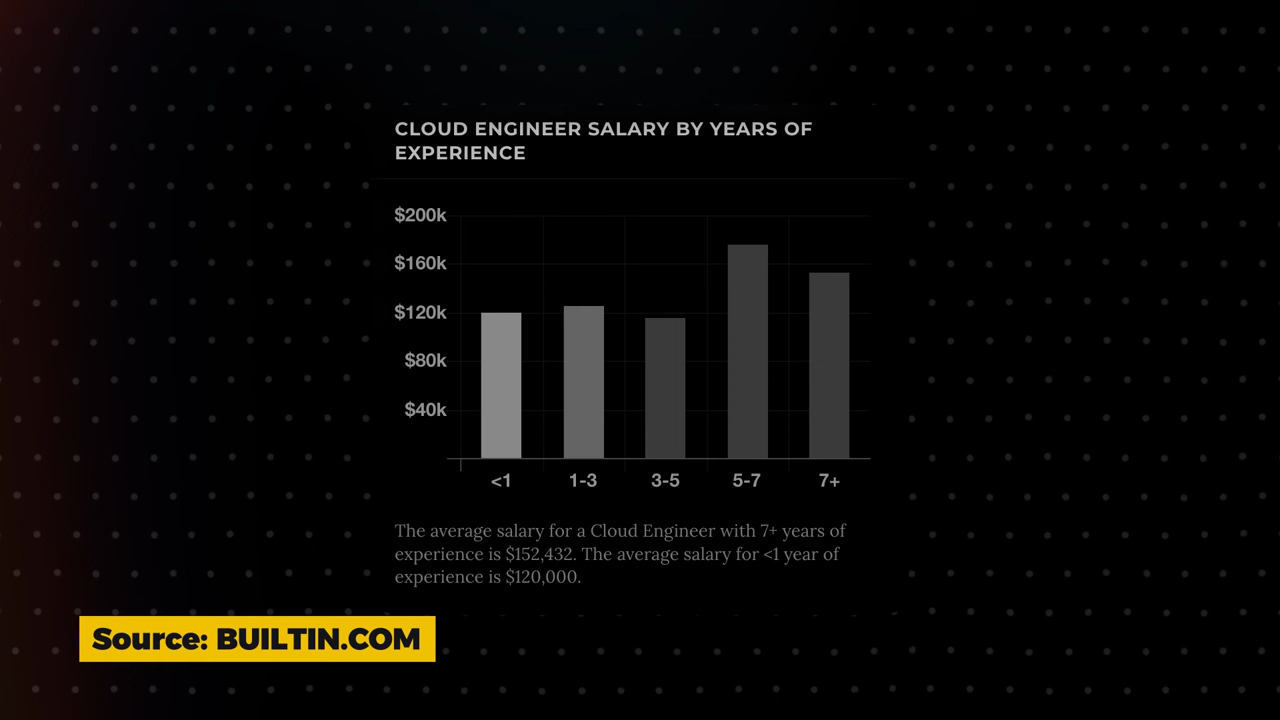 CLOUD ENGINEER SALARY BY YEARS OF
EXPERIENCE
$200k
$160k
$120k
$80k
$40k
<1
1-3
3-5
5-7
7+
The average salary for a Cloud Engineer with 7+ years of
experience is $152,432. The average salary for <1 year of
experience is $120,000.
Source: BUILTIN.COM